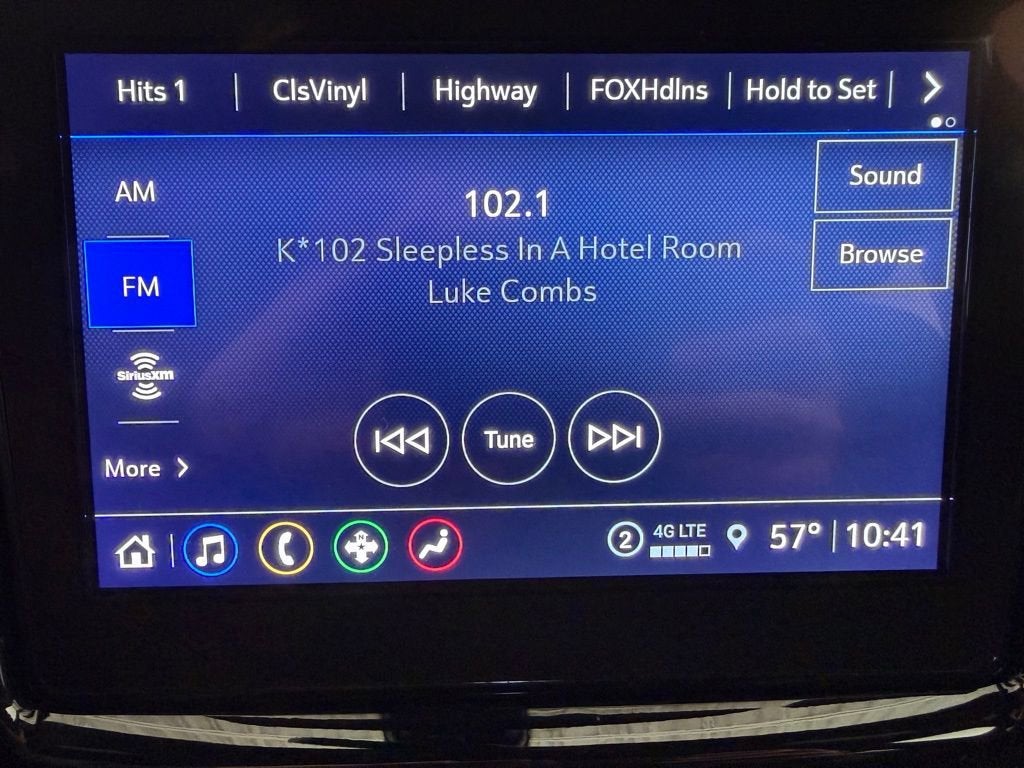 Hits 1 ClsVinyl Highway FOXHdlns Hold to Set
Sound
AM
102.1
K*102 Sleepless In A Hotel Room
Browse
FM
Luke Combs
SiriusXM
Tune
More
N
2 4G LTE 57° 10:41